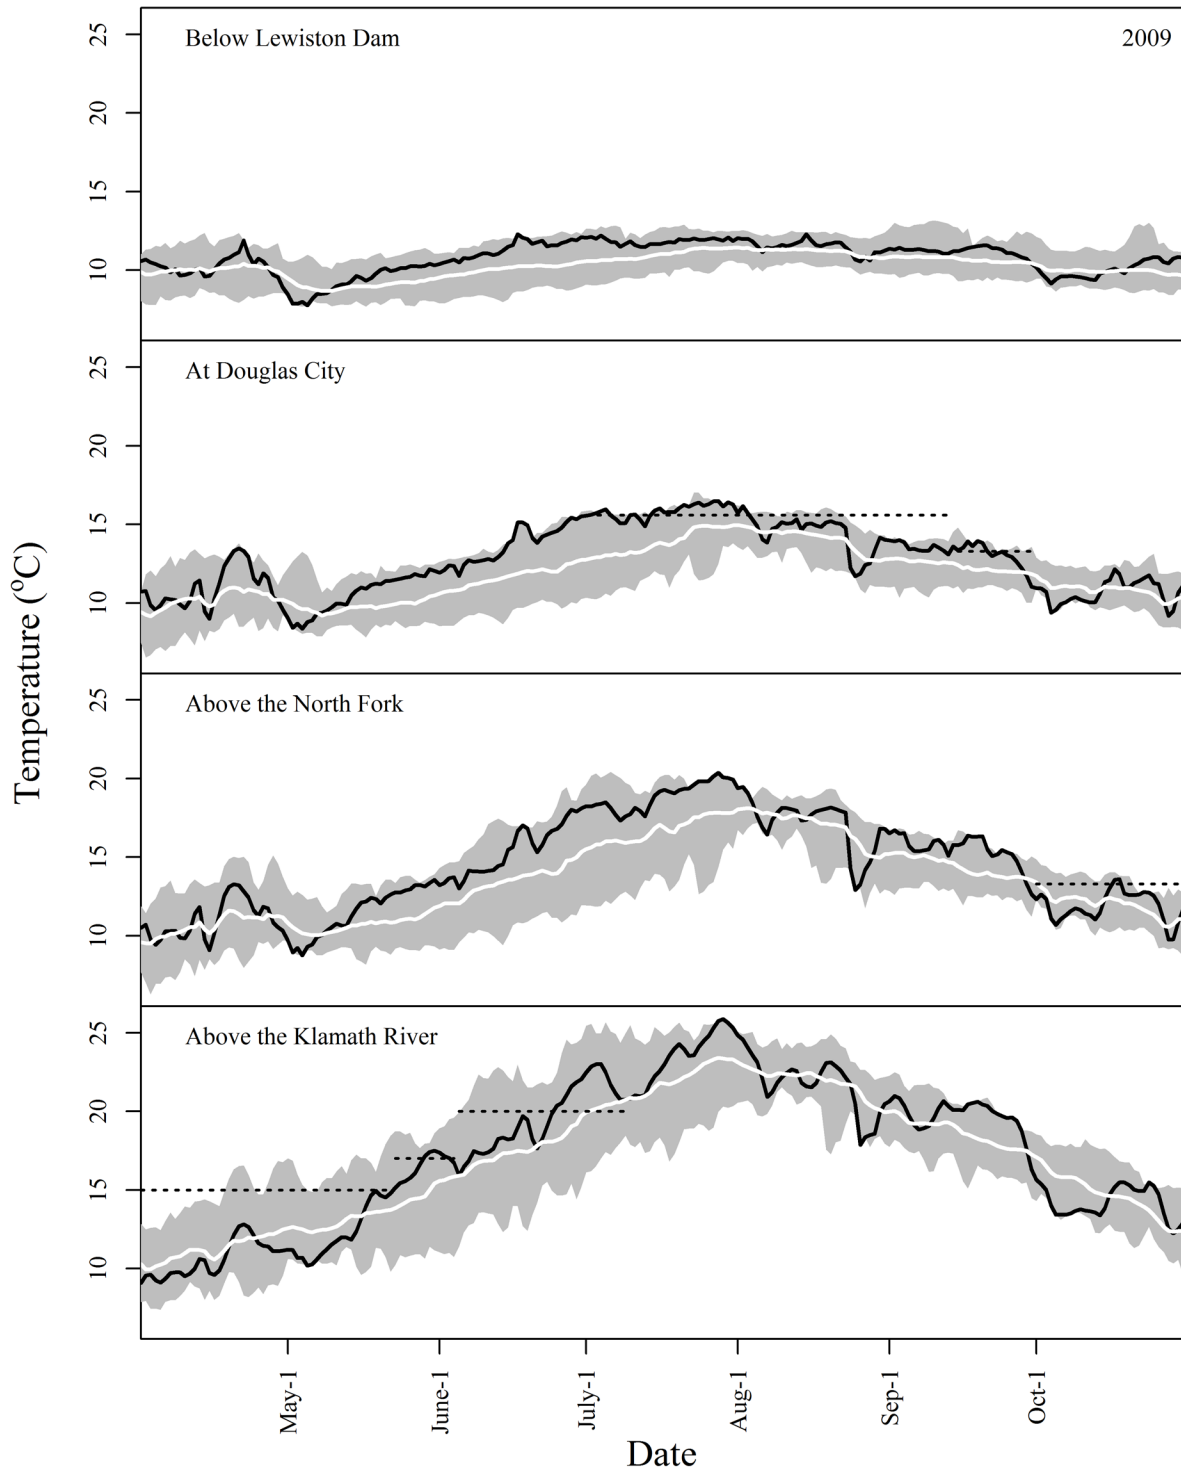 Below Lewiston Dam 2009
25
20
15
10
At Douglas City
25
20
15
10
Above the North Fork
25
20
15
10
Above the Klamath River
25
20
15
10
Temperature (°C)
May-1 June-1 July-1 Aug-1 Sep-1 Oct-1
Date